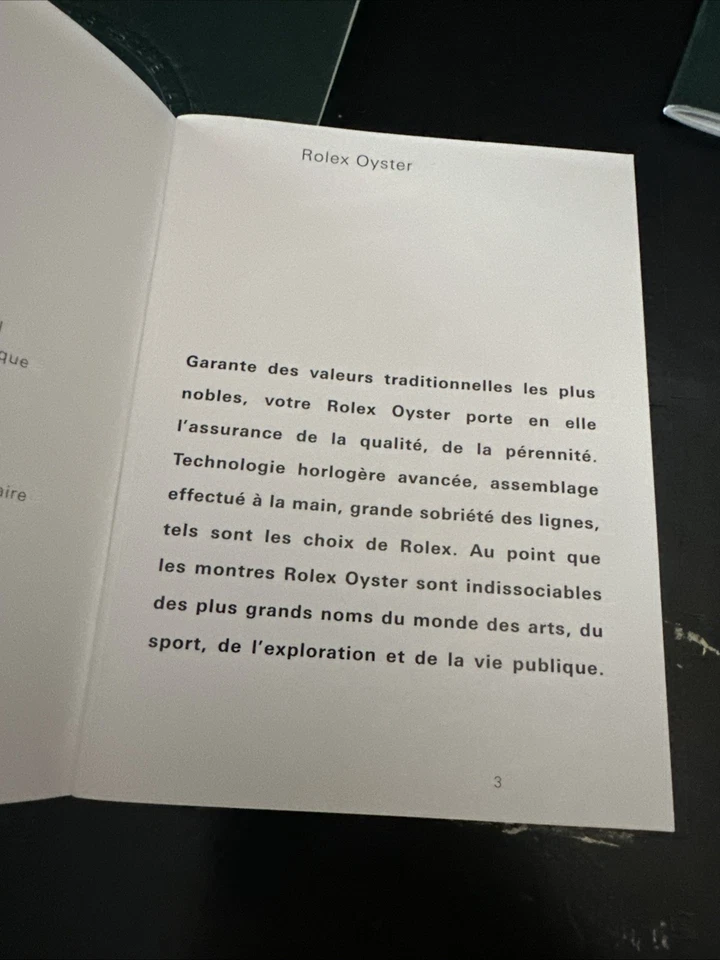 Rolex Oyster
Garante des valeurs traditionnelles les plus
nobles, votre Rolex Oyster porte en elle
l'assurance de la qualité, de la pérennité.
Technologie horlogère avancée, assemblage
effectué à la main, grande sobriété des lignes,
tels sont les choix de Rolex. Au point que
les montres Rolex Oyster sont indissociables
des plus grands noms du monde des arts, du
sport, de l'exploration et de la vie publique.
3